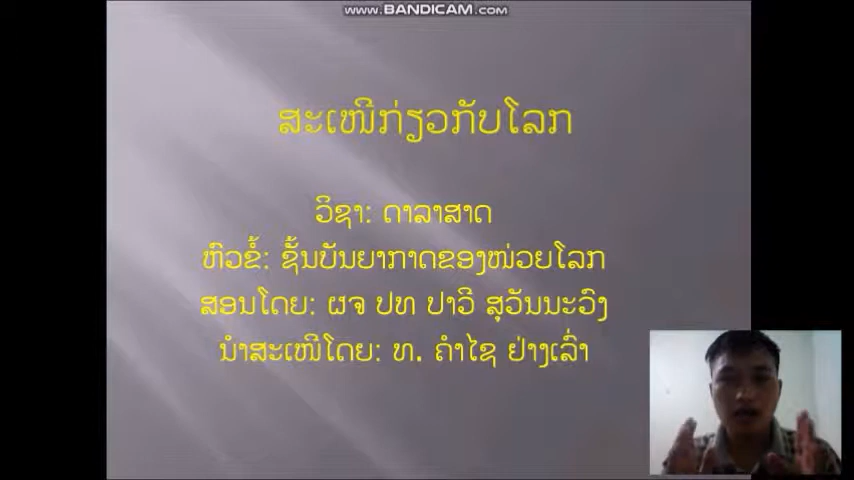 www.BANDICAM.com
ສະເໜີກ່ຽວກັບໂລກ
ວິຊາ: ດາລາສາດ
ຫົວຂໍ້: ຊັ້ນບັນຍາກາດຂອງໜ່ວຍໂລກ
ສອນໂດຍ: ຜຈ ປທ ປາວີ ສຸວັນນະວົງ
ນຳສະເໜີໂດຍ: ທ. ຄຳໄຊ ຢ່າງເລົ່າ